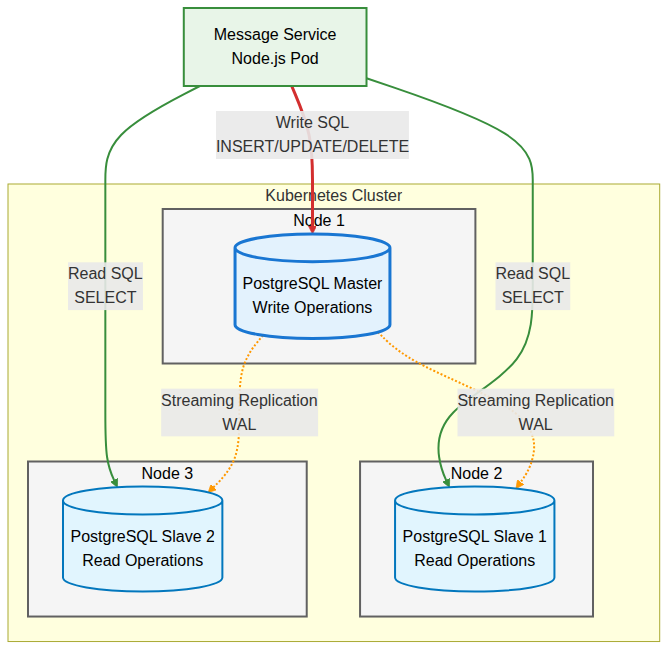 Message Service
Node.js Pod
Write SQL
INSERT/UPDATE/DELETE
Kubernetes Cluster
Node 1
PostgreSQL Master
Write Operations
Read SQL
SELECT
Read SQL
SELECT
Streaming Replication
WAL
Streaming Replication
WAL
Node 3
PostgreSQL Slave 2
Read Operations
Node 2
PostgreSQL Slave 1
Read Operations